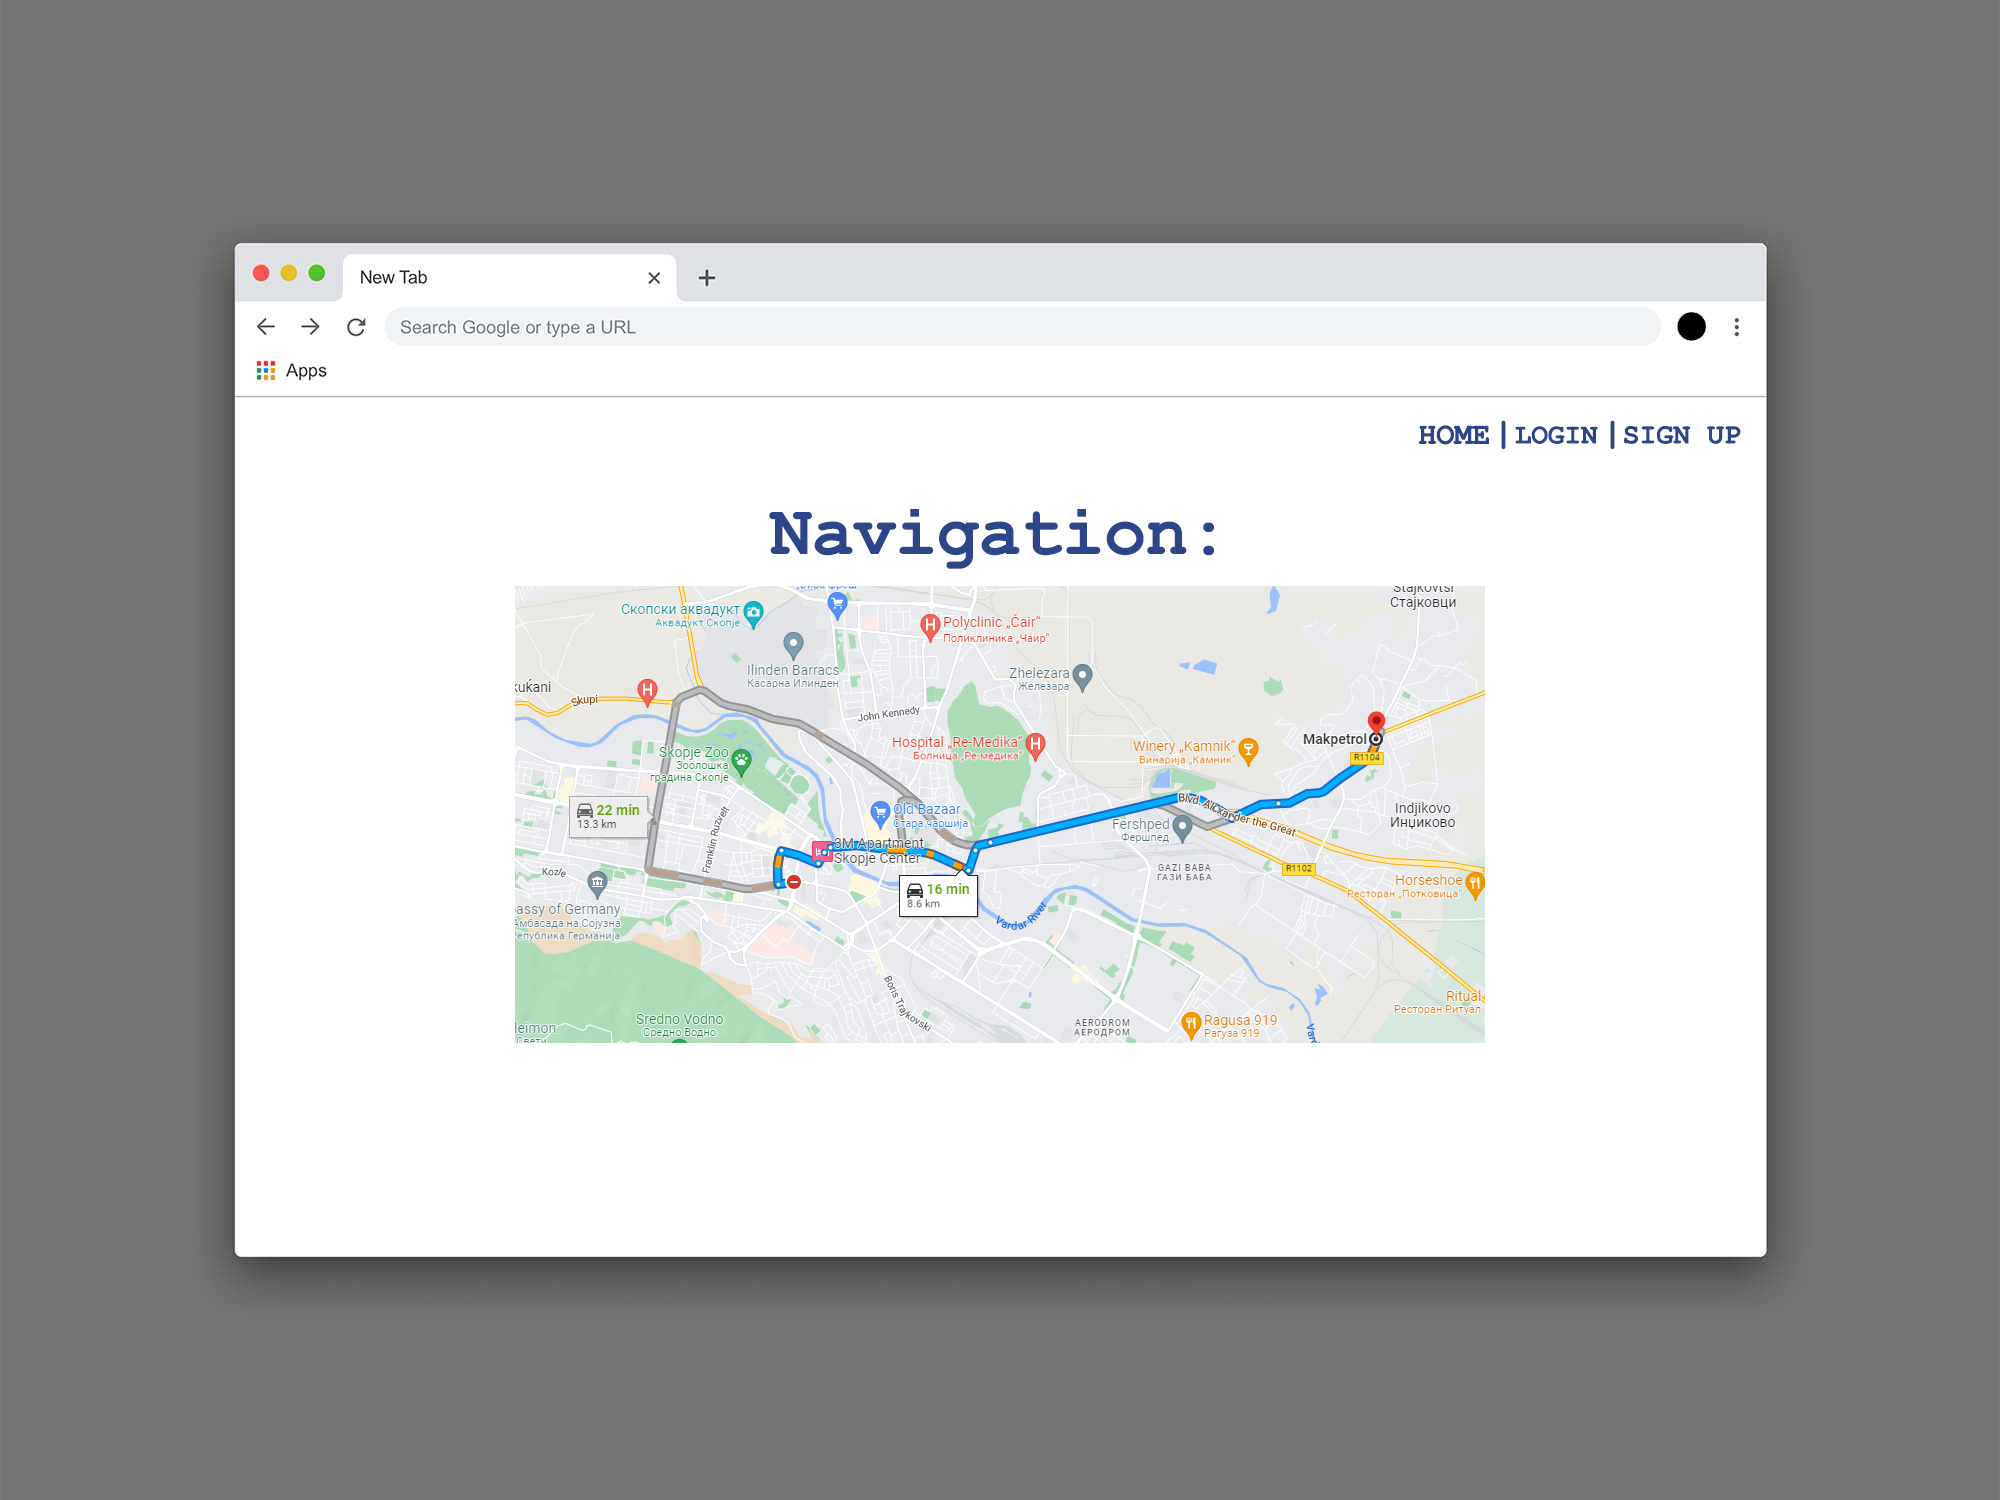 New Tab
Search Google or type a URL
Apps
HOME | LOGIN | SIGN UP
Navigation:
Stajkovtsi
Стајковци
Скопски аквадукт
Аквадукт Скопје
Polyclinic „Čair“
Поликлиника „Чаир“
Ilinden Barracs
Касарна Илинден
Zhelezara
Железара
Skupi
John Kennedy
Skopje Zoo
Зоолошка
градина Скопје
Hospital „Re-Medika“
Болница „Ре-медика“
Winery „Kamnik“
Винарија „Камник“
Makpetrol
R1104
22 min
13.3 km
Old Bazaar
Стара чаршија
Blvd. Alexander the Great
Indjikovo
Инџиково
Fershped
Фершпед
Franklin Ruzvelt
3M Apartment
Skopje Center
Kozle
GAZI BABA
ГАЗИ БАБА
R1102
16 min
8.6 km
Horseshoe
Ресторан „Потковица“
assy of Germany
Амбасада на Сојузна
епублика Германија
Vardar River
Boris Trajkovski
Sredno Vodno
Средно Водно
leimon
Свети
AERODROM
АЕРОДРОМ
Ragusa 919
Рагуза 919
Ritual
Ресторан Ритуал